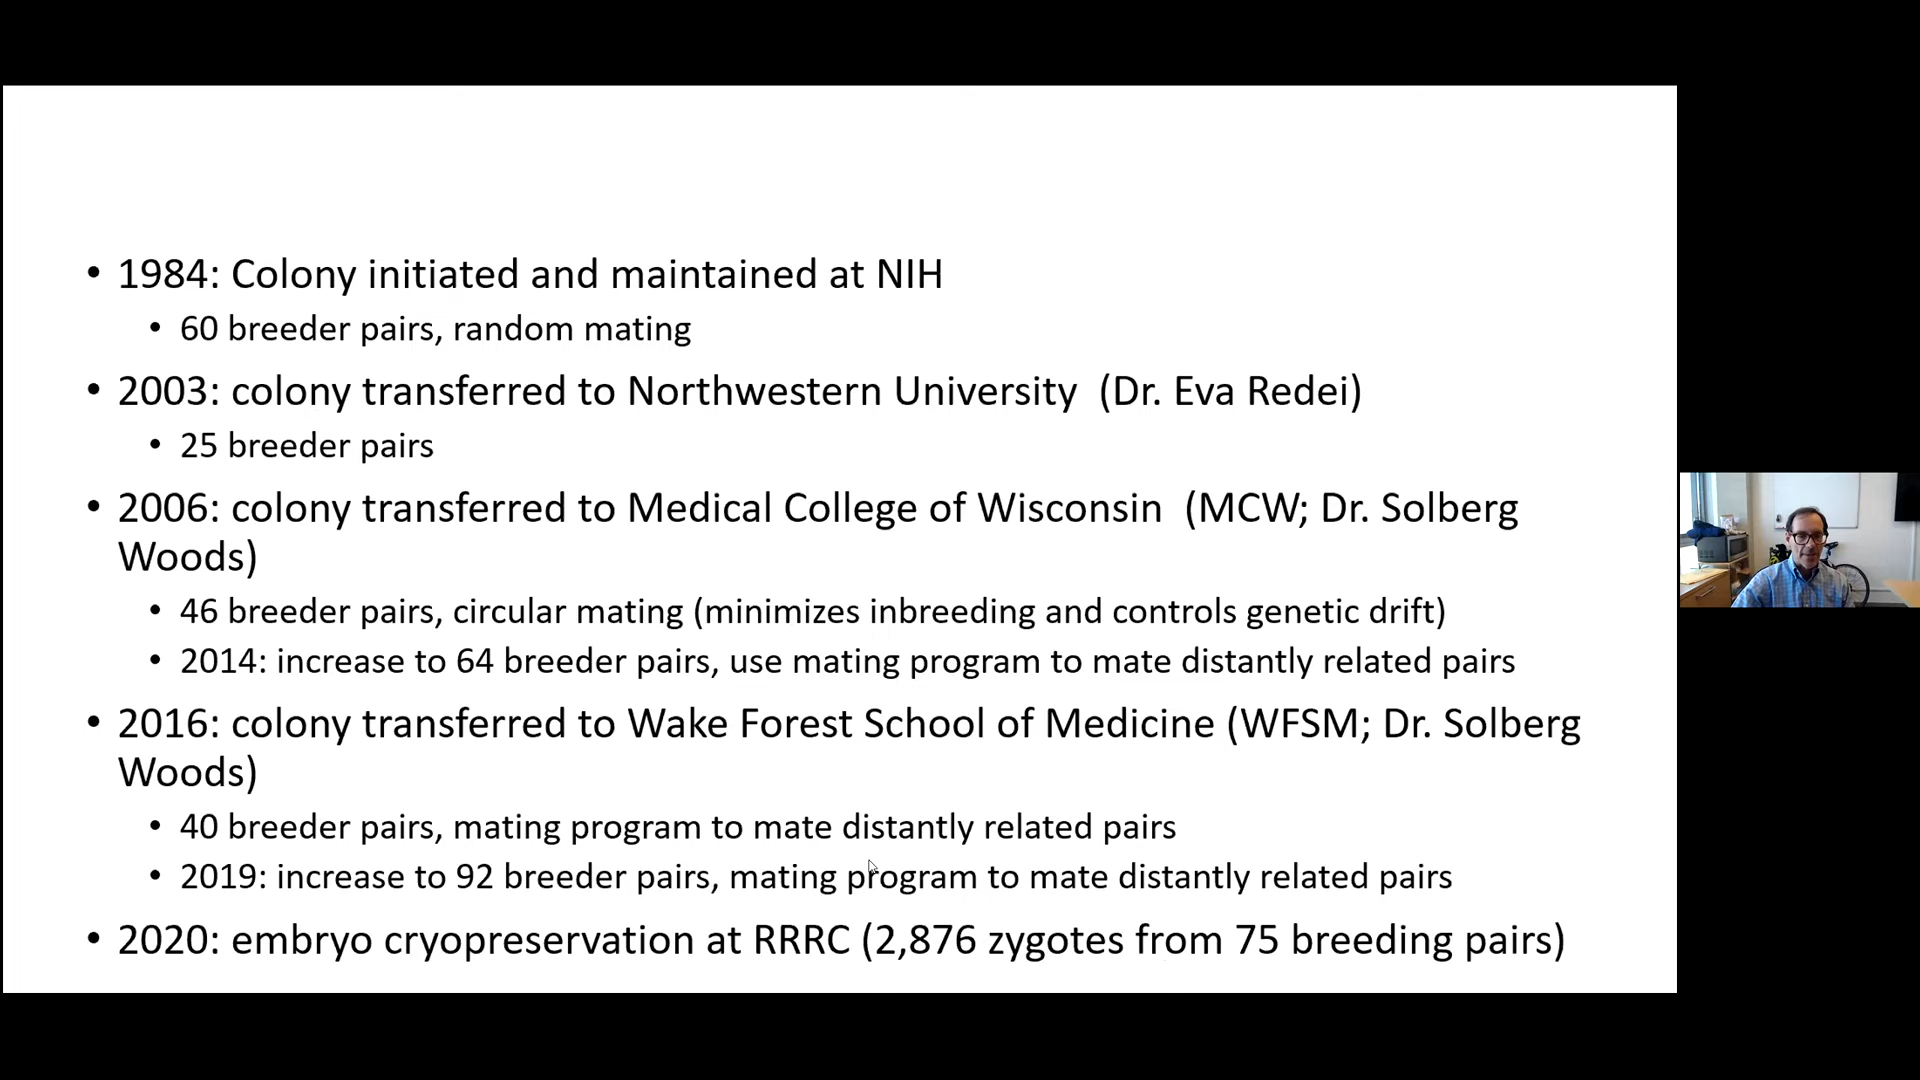 • 1984: Colony initiated and maintained at NIH
• 60 breeder pairs, random mating
• 2003: colony transferred to Northwestern University (Dr. Eva Redei)
• 25 breeder pairs
• 2006: colony transferred to Medical College of Wisconsin (MCW; Dr. Solberg
Woods)
• 46 breeder pairs, circular mating (minimizes inbreeding and controls genetic drift)
• 2014: increase to 64 breeder pairs, use mating program to mate distantly related pairs
• 2016: colony transferred to Wake Forest School of Medicine (WFSM; Dr. Solberg
Woods)
• 40 breeder pairs, mating program to mate distantly related pairs
• 2019: increase to 92 breeder pairs, mating program to mate distantly related pairs
• 2020: embryo cryopreservation at RRRC (2,876 zygotes from 75 breeding pairs)